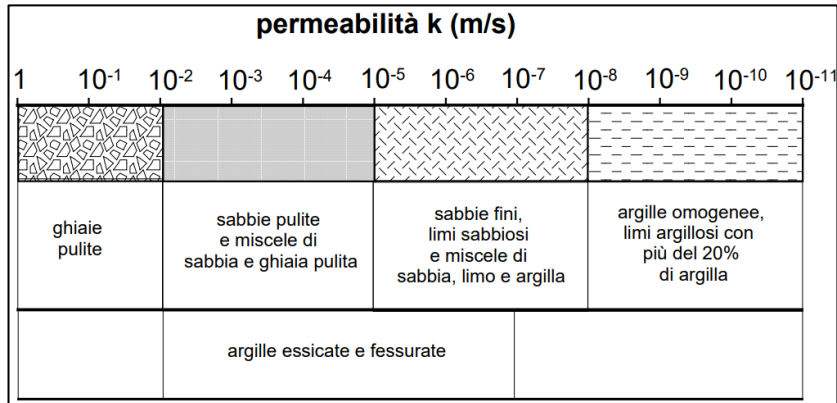 permeabilità k (m/s)
1 10⁻¹ 10⁻² 10⁻³ 10⁻⁴ 10⁻⁵ 10⁻⁶ 10⁻⁷ 10⁻⁸ 10⁻⁹ 10⁻¹⁰ 10⁻¹¹
ghiaie
pulite
sabbie pulite
e miscele di
sabbia e ghiaia pulita
sabbie fini,
limi sabbiosi
e miscele di
sabbia, limo e argilla
argille omogenee,
limi argillosi con
più del 20%
di argilla
argille essicate e fessurate